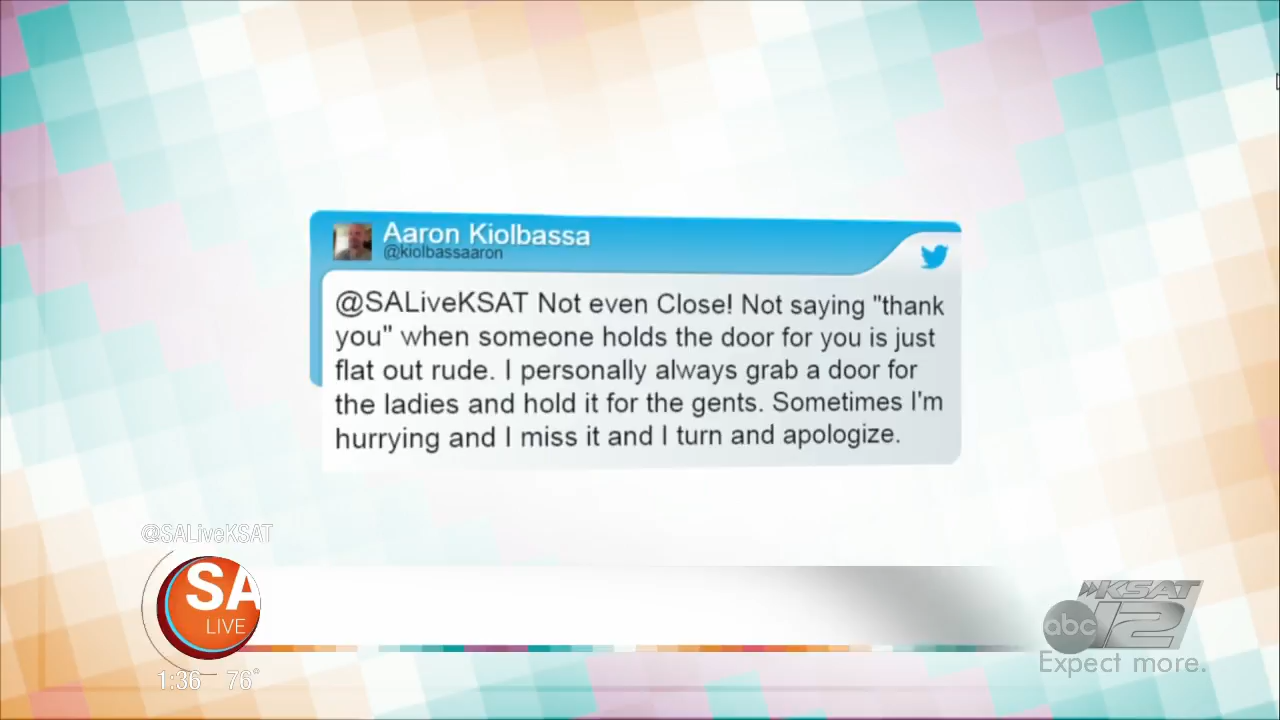 Aaron Kiolbassa
@kiolbassaaron
@SALiveKSAT Not even Close! Not saying "thank
you" when someone holds the door for you is just
flat out rude. I personally always grab a door for
the ladies and hold it for the gents. Sometimes I'm
hurrying and I miss it and I turn and apologize.
@SALiveKSAT
SA
LIVE
1:36 76°
KSAT
abc 12
Expect more.